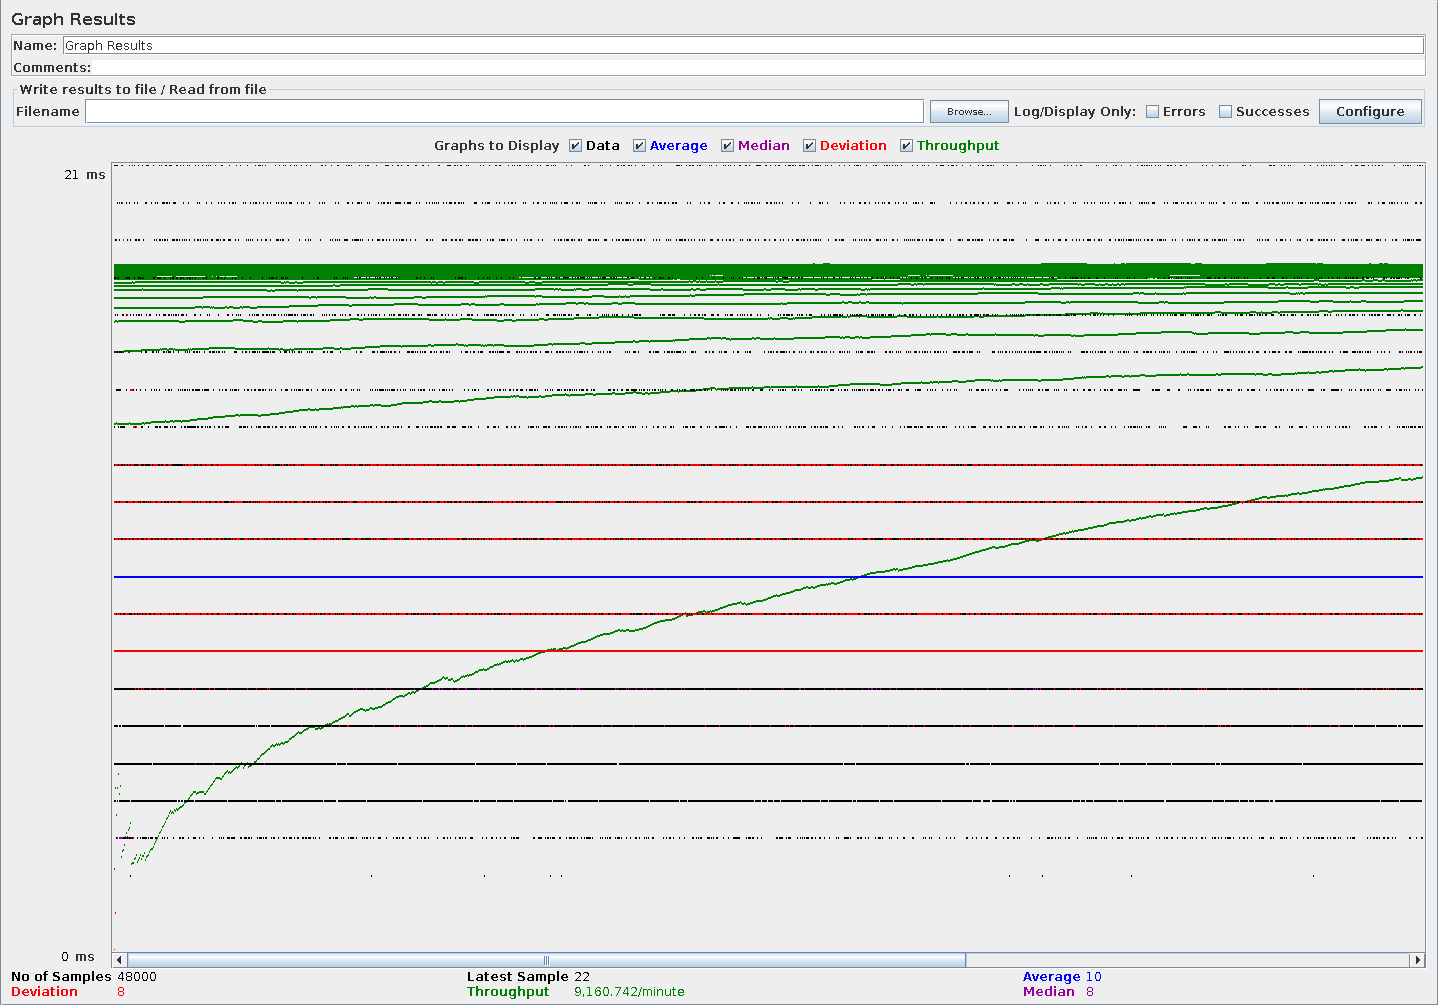 Graph Results
Name: Graph Results
Comments:
Write results to file / Read from file
Filename Browse... Log/Display Only: Errors Successes Configure
Graphs to Display Data Average Median Deviation Throughput
21 ms
0 ms
No of Samples 48000 Latest Sample 22 Average 10
Deviation 8 Throughput 9,160.742/minute Median 8